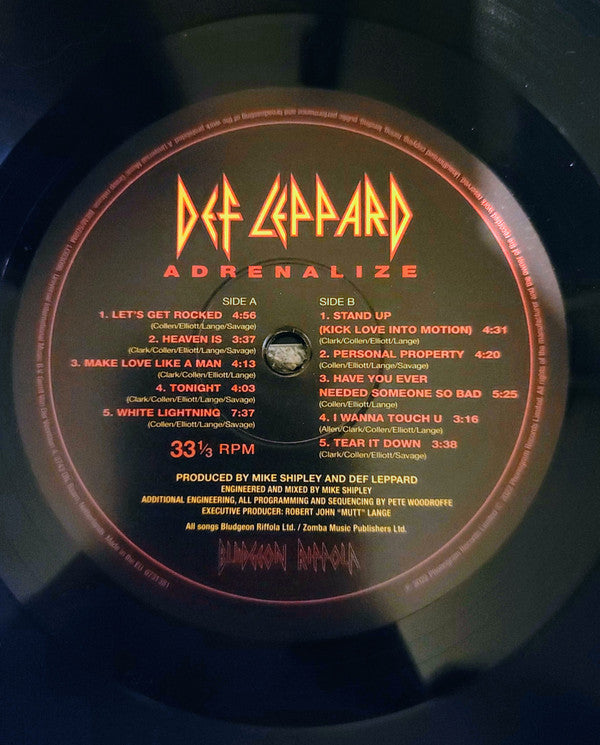 DEF LEPPARD
ADRENALIZE
SIDE A
1. LET'S GET ROCKED 4:56
(Collen/Elliott/Lange/Savage)
2. HEAVEN IS 3:37
(Clark/Collen/Elliott/Lange/Savage)
3. MAKE LOVE LIKE A MAN 4:13
(Clark/Collen/Elliott/Lange)
4. TONIGHT 4:03
(Clark/Collen/Elliott/Savage)
5. WHITE LIGHTNING 7:37
(Collen/Elliott/Lange/Savage)
33 1/3 RPM
SIDE B
1. STAND UP
(KICK LOVE INTO MOTION) 4:31
(Clark/Collen/Elliott/Lange)
2. PERSONAL PROPERTY 4:20
(Collen/Elliott/Lange/Savage)
3. HAVE YOU EVER
NEEDED SOMEONE SO BAD 5:25
(Collen/Elliott/Lange)
4. I WANNA TOUCH U 3:16
(Allen/Clark/Collen/Elliott/Lange)
5. TEAR IT DOWN 3:38
(Clark/Collen/Elliott/Savage)
PRODUCED BY MIKE SHIPLEY AND DEF LEPPARD
ENGINEERED AND MIXED BY MIKE SHIPLEY
ADDITIONAL ENGINEERING, ALL PROGRAMMING AND SEQUENCING BY PETE WOODROFFE
EXECUTIVE PRODUCER: ROBERT JOHN "MUTT" LANGE
All songs Bludgeon Riffola Ltd. / Zomba Music Publishers Ltd.
BLUDGEON RIFFOLA